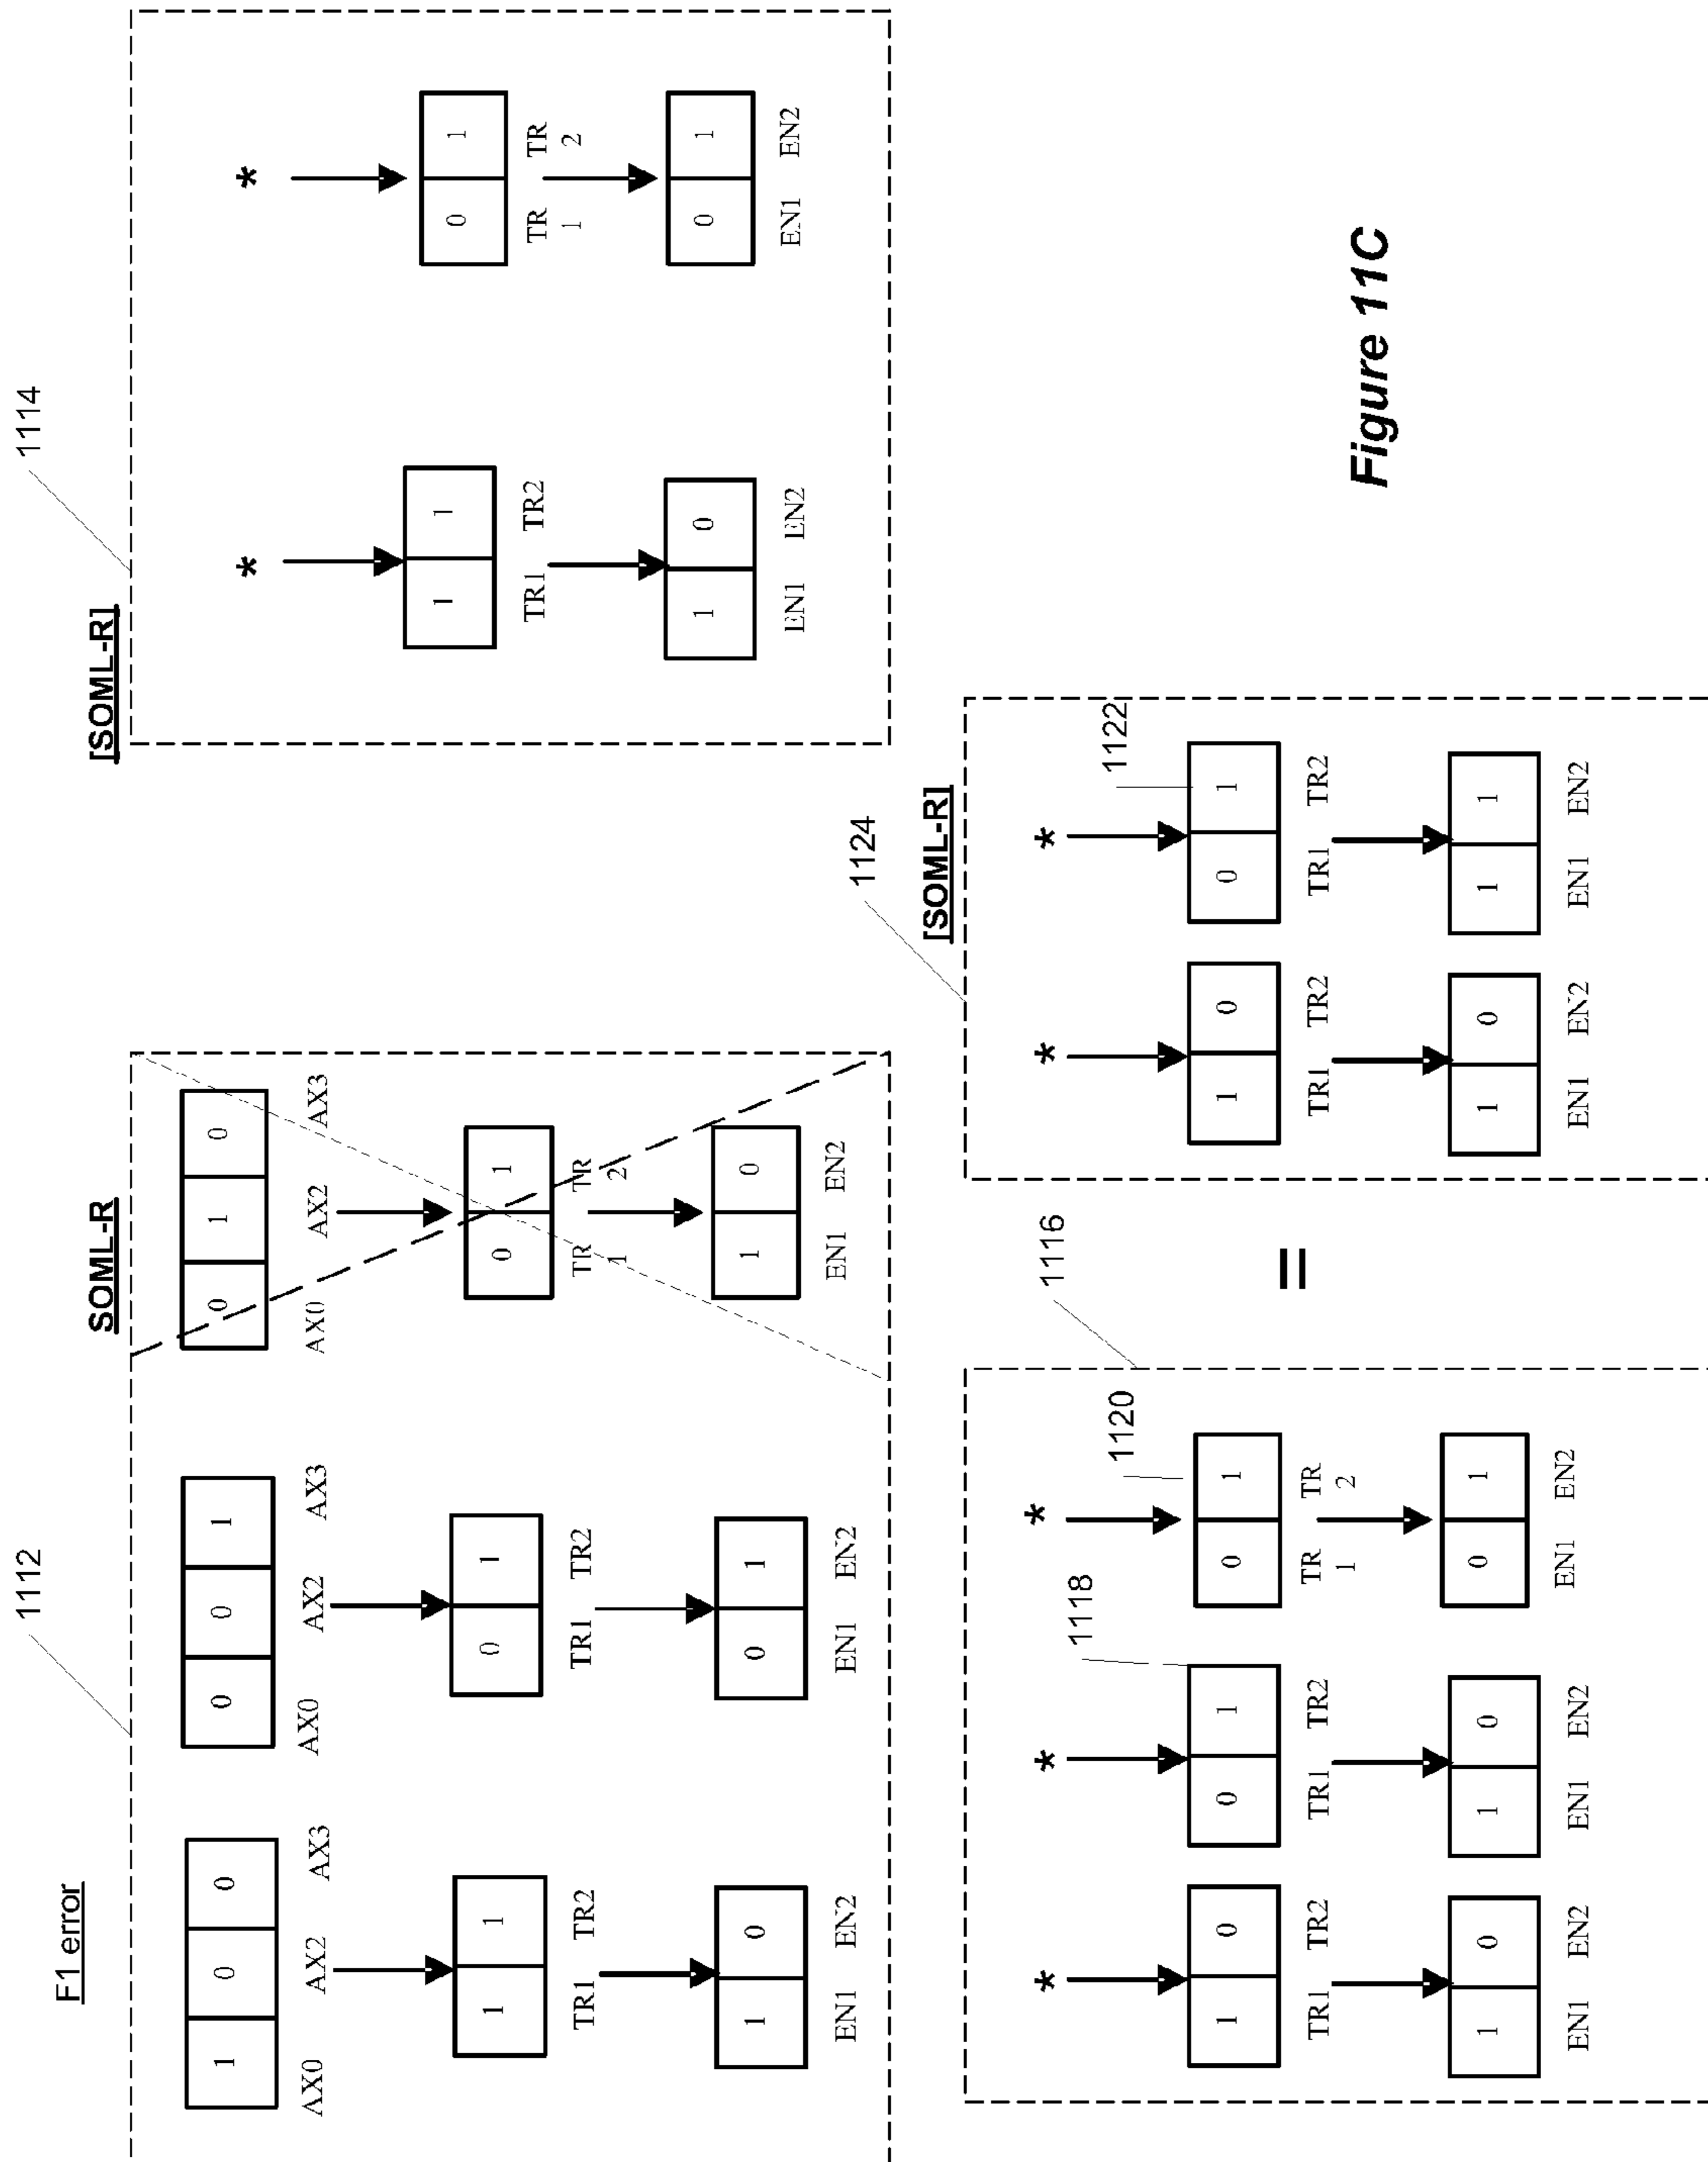 1112
1114
F1 error
SOML-R
[SOML-R]
1 0 0
0 0 1
0 1 0
* *
AX0 AX2 AX3
AX0 AX2 AX3
AX0 AX2 AX3
1 1
0 1
0 1
1 1
0 1
TR1 TR2
TR1 TR2
TR 1 TR 2
TR1 TR2
TR 1 TR 2
1 0
0 1
1 0
1 0
0 1
EN1 EN2
EN1 EN2
EN1 EN2
EN1 EN2
EN1 EN2
1124
[SOML-R]
1116
1118
1120
1122
* * *
=
* *
1 0
0 1
0 1
1 0
0 1
TR1 TR2
TR1 TR2
TR 1 TR 2
TR1 TR2
TR1 TR2
1 0
1 0
0 1
1 0
1 1
EN1 EN2
EN1 EN2
EN1 EN2
EN1 EN2
EN1 EN2
Figure 11C